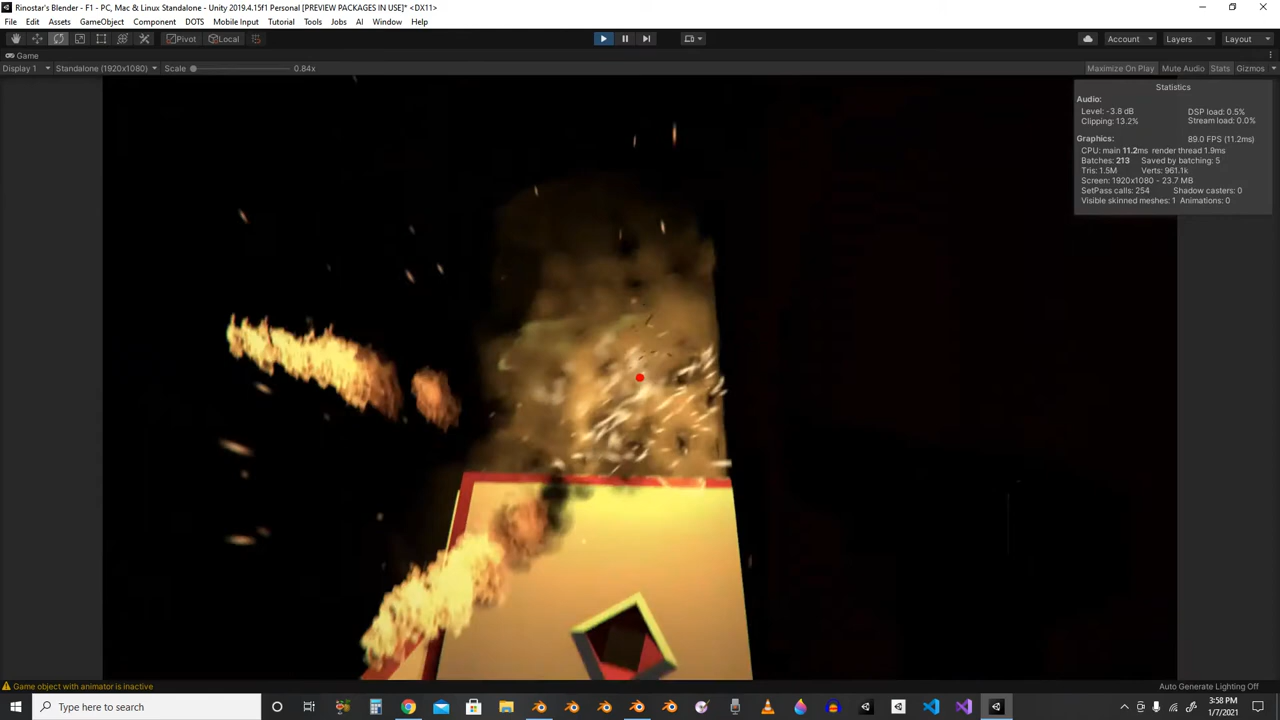 Rinostar's Blender - F1 - PC, Mac & Linux Standalone - Unity 2019.4.15f1 Personal [PREVIEW PACKAGES IN USE]* <DX11>
File Edit Assets GameObject Component DOTS Mobile Input Tutorial Tools Jobs AI Window Help
Pivot Local Account Layers Layout
Game
Display 1 Standalone (1920x1080) Scale 0.84x Maximize On Play Mute Audio Stats Gizmos
Statistics
Audio:
Level: -3.8 dB DSP load: 0.5%
Clipping: 13.2% Stream load: 0.0%
Graphics: 89.0 FPS (11.2ms)
CPU: main 11.2ms render thread 1.9ms
Batches: 213 Saved by batching: 5
Tris: 1.5M Verts: 961.1k
Screen: 1920x1080 - 23.7 MB
SetPass calls: 254 Shadow casters: 0
Visible skinned meshes: 1 Animations: 0
Game object with animator is inactive Auto Generate Lighting Off
Type here to search
3:58 PM
1/7/2021